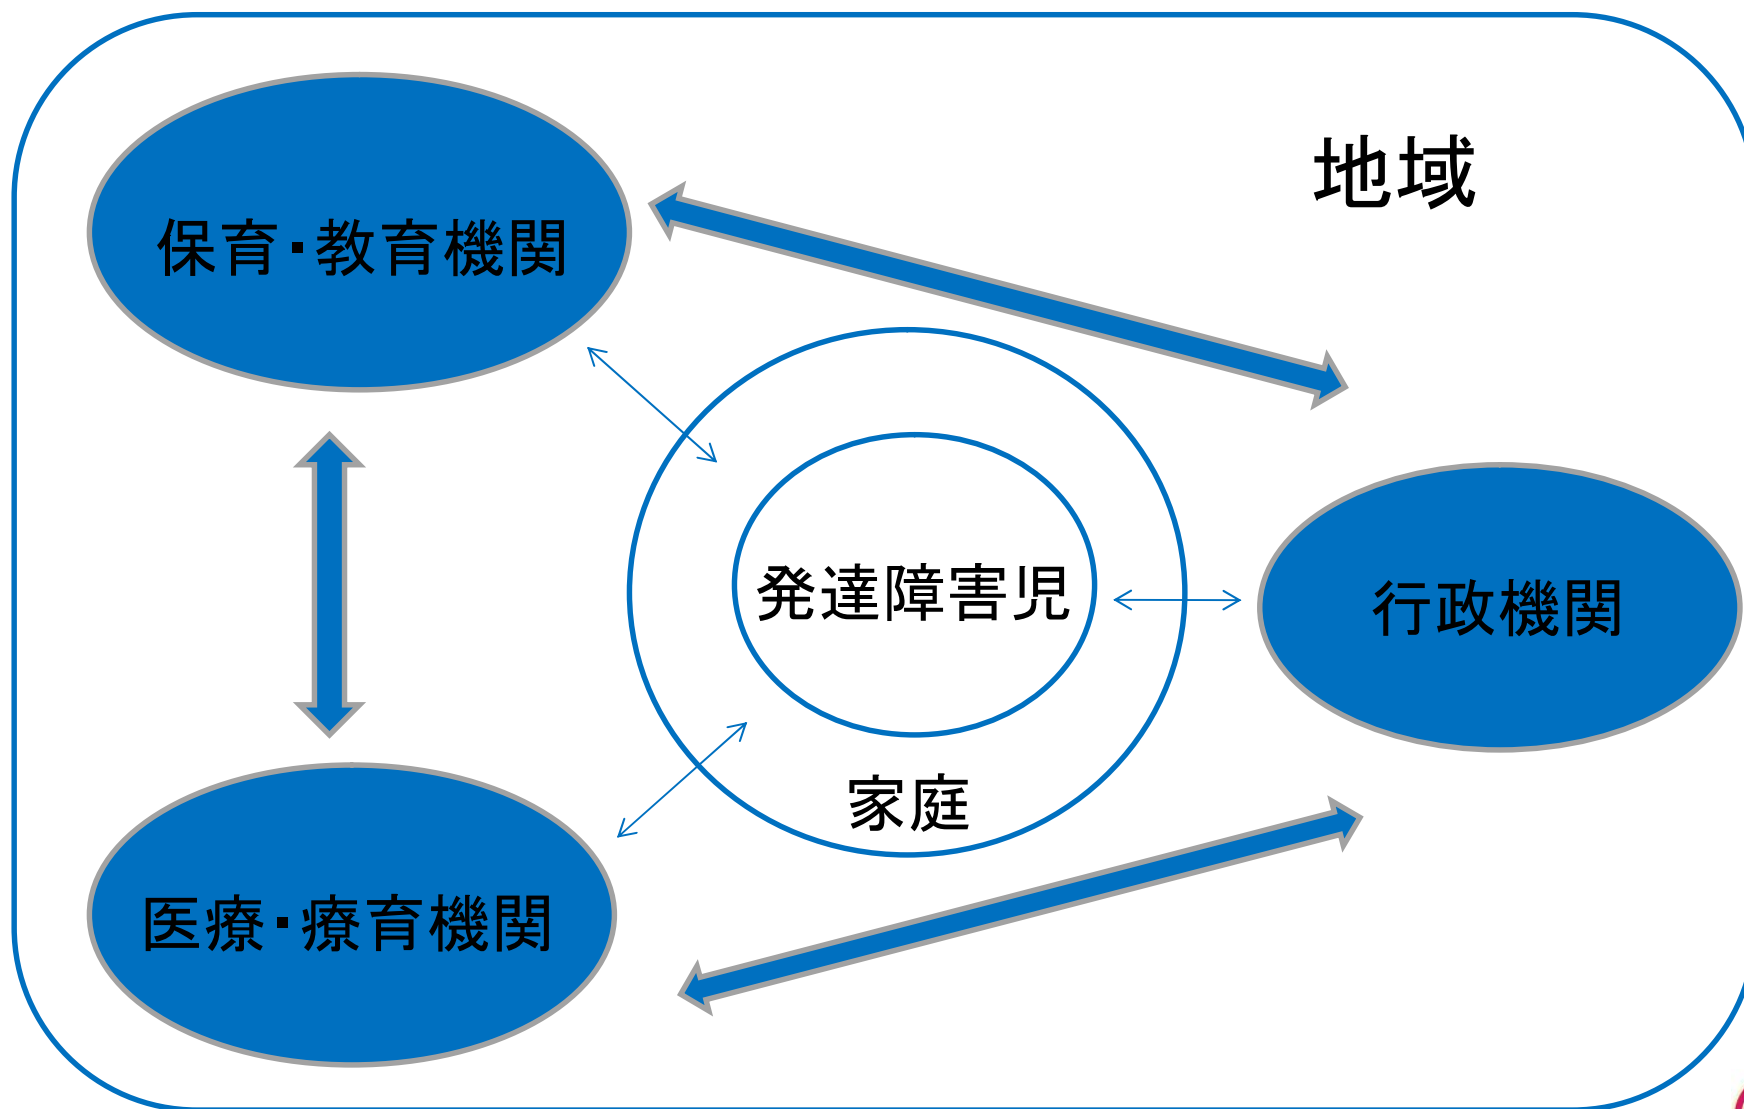 地域
保育・教育機関
発達障害児
行政機関
家庭
医療・療育機関